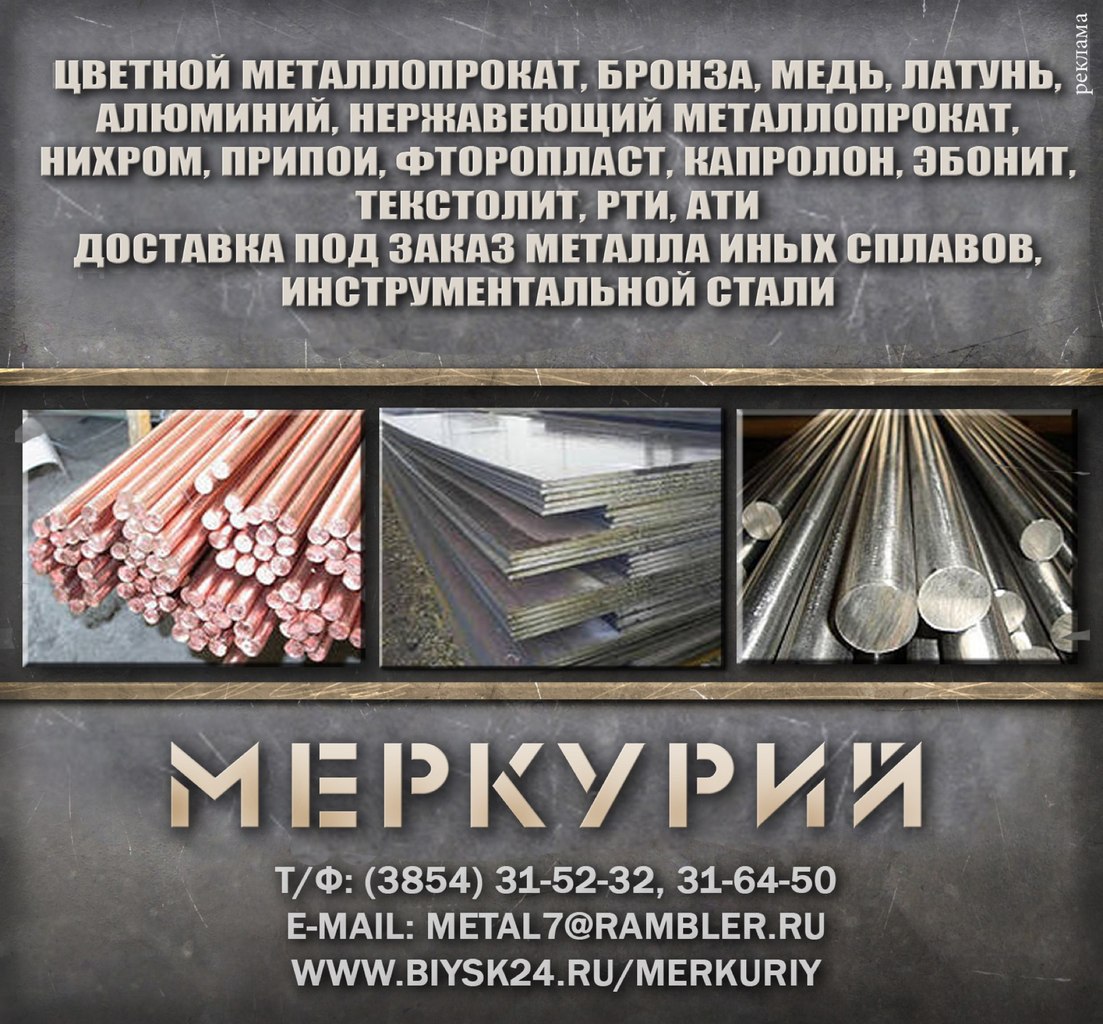 реклама
ЦВЕТНОЙ МЕТАЛЛОПРОКАТ, БРОНЗА, МЕДЬ, ЛАТУНЬ,
АЛЮМИНИЙ, НЕРЖАВЕЮЩИЙ МЕТАЛЛОПРОКАТ,
НИХРОМ, ПРИПОИ, ФТОРОПЛАСТ, КАПРОЛОН, ЭБОНИТ,
ТЕКСТОЛИТ, РТИ, АТИ
ДОСТАВКА ПОД ЗАКАЗ МЕТАЛЛА ИНЫХ СПЛАВОВ,
ИНСТРУМЕНТАЛЬНОЙ СТАЛИ
МЕРКУРИЙ
Т/Ф: (3854) 31-52-32, 31-64-50
E-MAIL: METAL7@RAMBLER.RU
WWW.BIYSK24.RU/MERKURIY